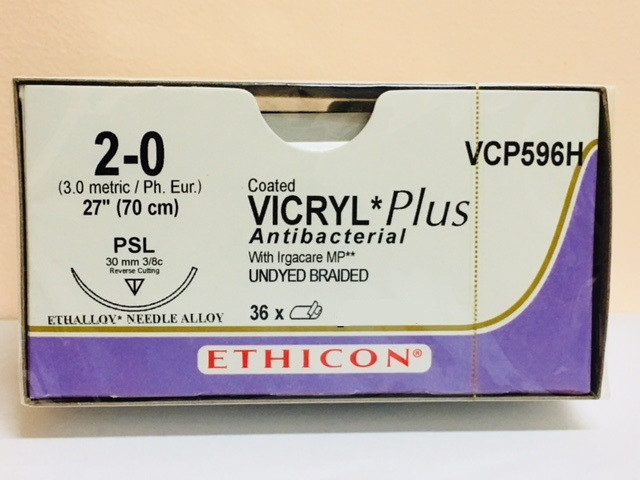 2-0
(3.0 metric / Ph. Eur.)
27" (70 cm)
PSL
30 mm 3/8c
Reverse Cutting
ETHALLOY* NEEDLE ALLOY
VCP596H
Coated
VICRYL* Plus
Antibacterial
With Irgacare MP**
UNDYED BRAIDED
36 x
ETHICON®